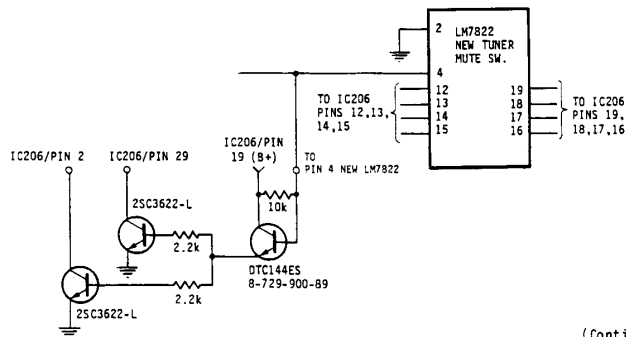 2
LM7822
NEW TUNER
MUTE SW.
4
12
13
14
15
19
18
17
16
TO IC206
PINS 12,13,
14,15
TO IC206
PINS 19,
18,17,16
IC206/PIN 2
IC206/PIN 29
IC206/PIN
19 (B+)
TO
PIN 4 NEW LM7822
10k
2SC3622-L
2.2k
DTC144ES
8-729-900-89
2.2k
2SC3622-L
(Conti